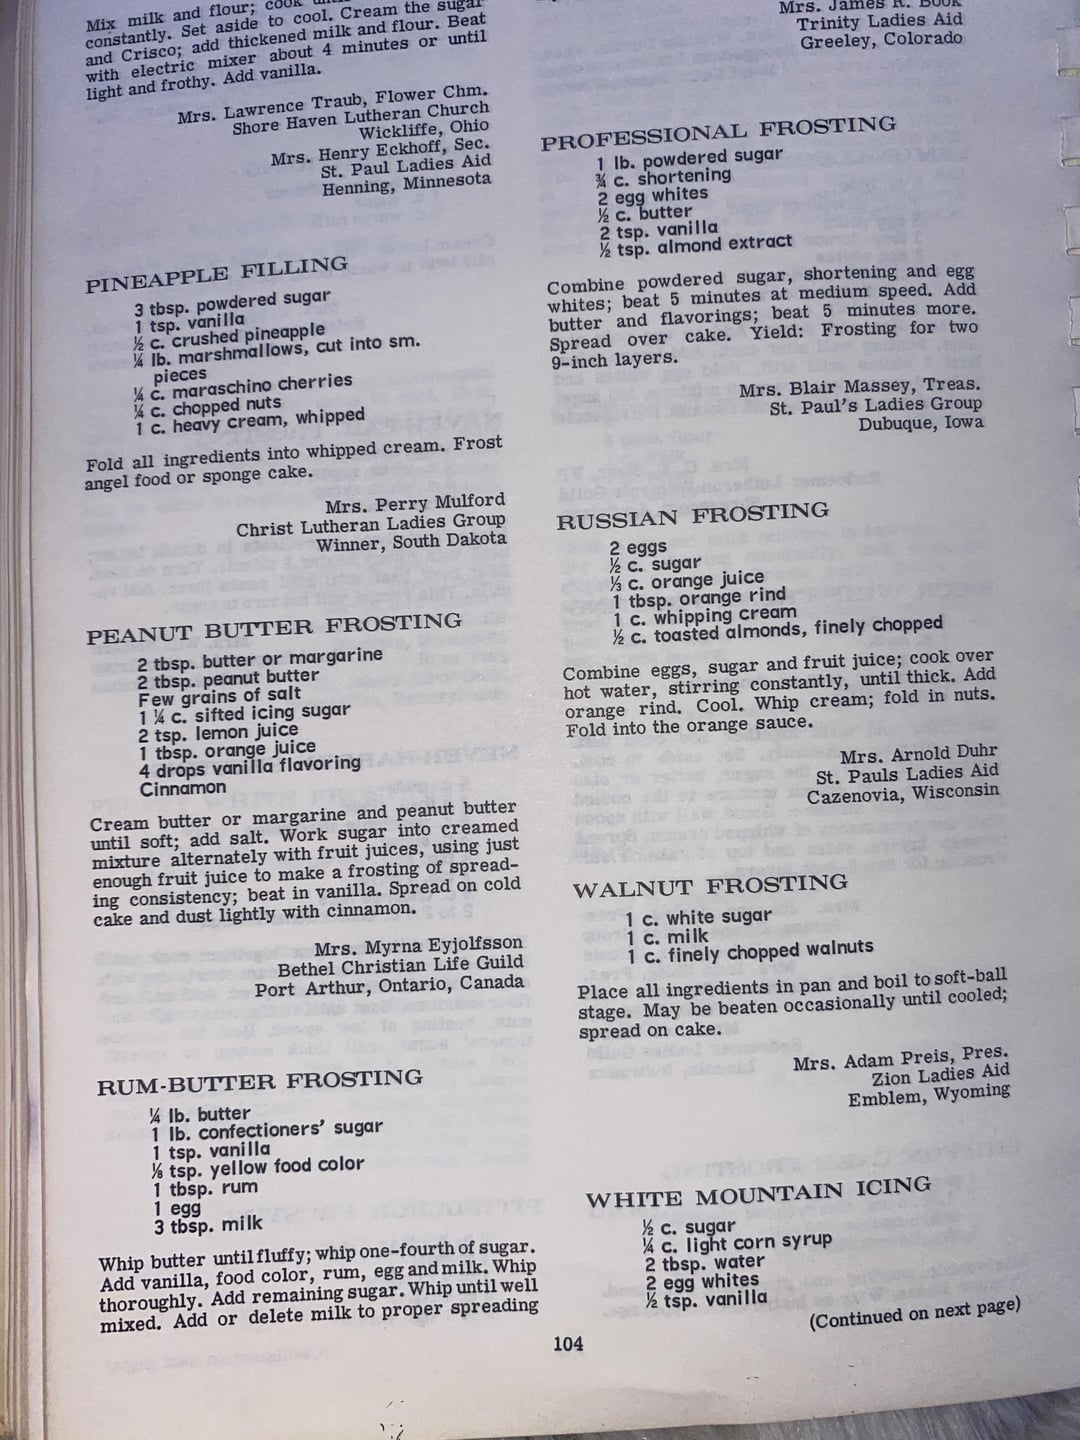 Mix milk and flour; cook
constantly. Set aside to cool. Cream the sugar
and Crisco; add thickened milk and flour. Beat
with electric mixer about 4 minutes or until
light and frothy. Add vanilla.
Mrs. Lawrence Traub, Flower Chm.
Shore Haven Lutheran Church
Wickliffe, Ohio
Mrs. Henry Eckhoff, Sec.
St. Paul Ladies Aid
Henning, Minnesota
PINEAPPLE FILLING
3 tbsp. powdered sugar
1 tsp. vanilla
½ c. crushed pineapple
¼ lb. marshmallows, cut into sm.
pieces
¼ c. maraschino cherries
¼ c. chopped nuts
1 c. heavy cream, whipped
Fold all ingredients into whipped cream. Frost
angel food or sponge cake.
Mrs. Perry Mulford
Christ Lutheran Ladies Group
Winner, South Dakota
PEANUT BUTTER FROSTING
2 tbsp. butter or margarine
2 tbsp. peanut butter
Few grains of salt
1 ¼ c. sifted icing sugar
2 tsp. lemon juice
1 tbsp. orange juice
4 drops vanilla flavoring
Cinnamon
Cream butter or margarine and peanut butter
until soft; add salt. Work sugar into creamed
mixture alternately with fruit juices, using just
enough fruit juice to make a frosting of spread-
ing consistency; beat in vanilla. Spread on cold
cake and dust lightly with cinnamon.
Mrs. Myrna Eyjolfsson
Bethel Christian Life Guild
Port Arthur, Ontario, Canada
RUM-BUTTER FROSTING
¼ lb. butter
1 lb. confectioners' sugar
1 tsp. vanilla
⅛ tsp. yellow food color
1 tbsp. rum
1 egg
3 tbsp. milk
Whip butter until fluffy; whip one-fourth of sugar.
Add vanilla, food color, rum, egg and milk. Whip
thoroughly. Add remaining sugar. Whip until well
mixed. Add or delete milk to proper spreading
Mrs. James R. Book
Trinity Ladies Aid
Greeley, Colorado
PROFESSIONAL FROSTING
1 lb. powdered sugar
¾ c. shortening
2 egg whites
½ c. butter
2 tsp. vanilla
½ tsp. almond extract
Combine powdered sugar, shortening and egg
whites; beat 5 minutes at medium speed. Add
butter and flavorings; beat 5 minutes more.
Spread over cake. Yield: Frosting for two
9-inch layers.
Mrs. Blair Massey, Treas.
St. Paul's Ladies Group
Dubuque, Iowa
RUSSIAN FROSTING
2 eggs
½ c. sugar
⅓ c. orange juice
1 tbsp. orange rind
1 c. whipping cream
½ c. toasted almonds, finely chopped
Combine eggs, sugar and fruit juice; cook over
hot water, stirring constantly, until thick. Add
orange rind. Cool. Whip cream; fold in nuts.
Fold into the orange sauce.
Mrs. Arnold Duhr
St. Pauls Ladies Aid
Cazenovia, Wisconsin
WALNUT FROSTING
1 c. white sugar
1 c. milk
1 c. finely chopped walnuts
Place all ingredients in pan and boil to soft-ball
stage. May be beaten occasionally until cooled;
spread on cake.
Mrs. Adam Preis, Pres.
Zion Ladies Aid
Emblem, Wyoming
WHITE MOUNTAIN ICING
½ c. sugar
¼ c. light corn syrup
2 tbsp. water
2 egg whites
½ tsp. vanilla
(Continued on next page)
104